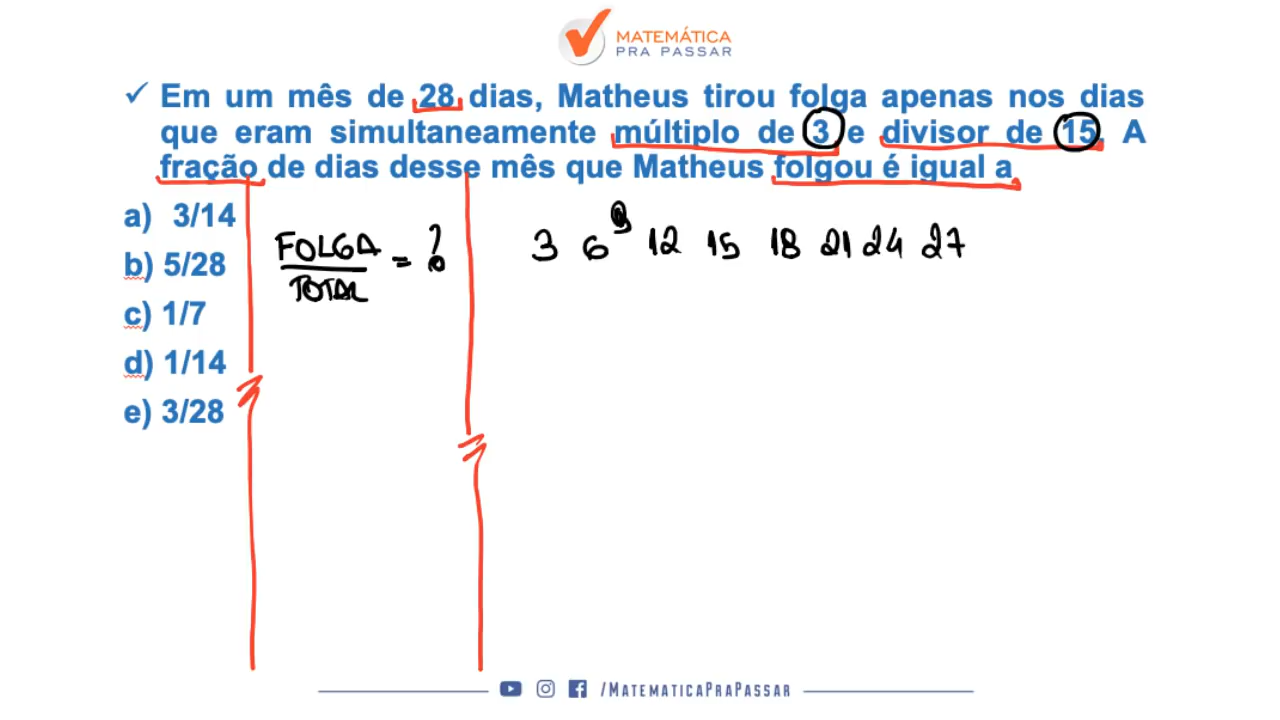 MATEMÁTICA
PRA PASSAR
✓ Em um mês de 28 dias, Matheus tirou folga apenas nos dias
que eram simultaneamente múltiplo de 3 e divisor de 15. A
fração de dias desse mês que Matheus folgou é igual a
a) 3/14
b) 5/28
c) 1/7
d) 1/14
e) 3/28
FOLGA
TOTAL
= ?
3 6 9 12 15 18 21 24 27
/MatematicaPraPassar